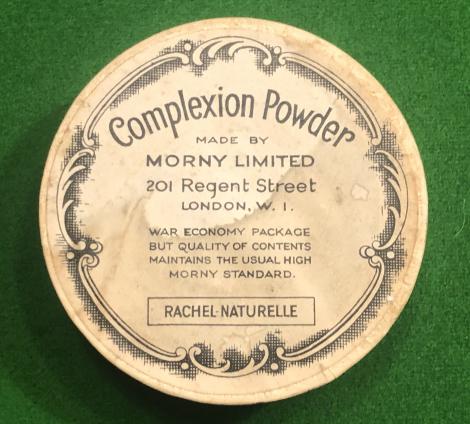 Complexion Powder
MADE BY
MORNY LIMITED
201 Regent Street
LONDON, W. 1.
WAR ECONOMY PACKAGE
BUT QUALITY OF CONTENTS
MAINTAINS THE USUAL HIGH
MORNY STANDARD.
RACHEL-NATURELLE